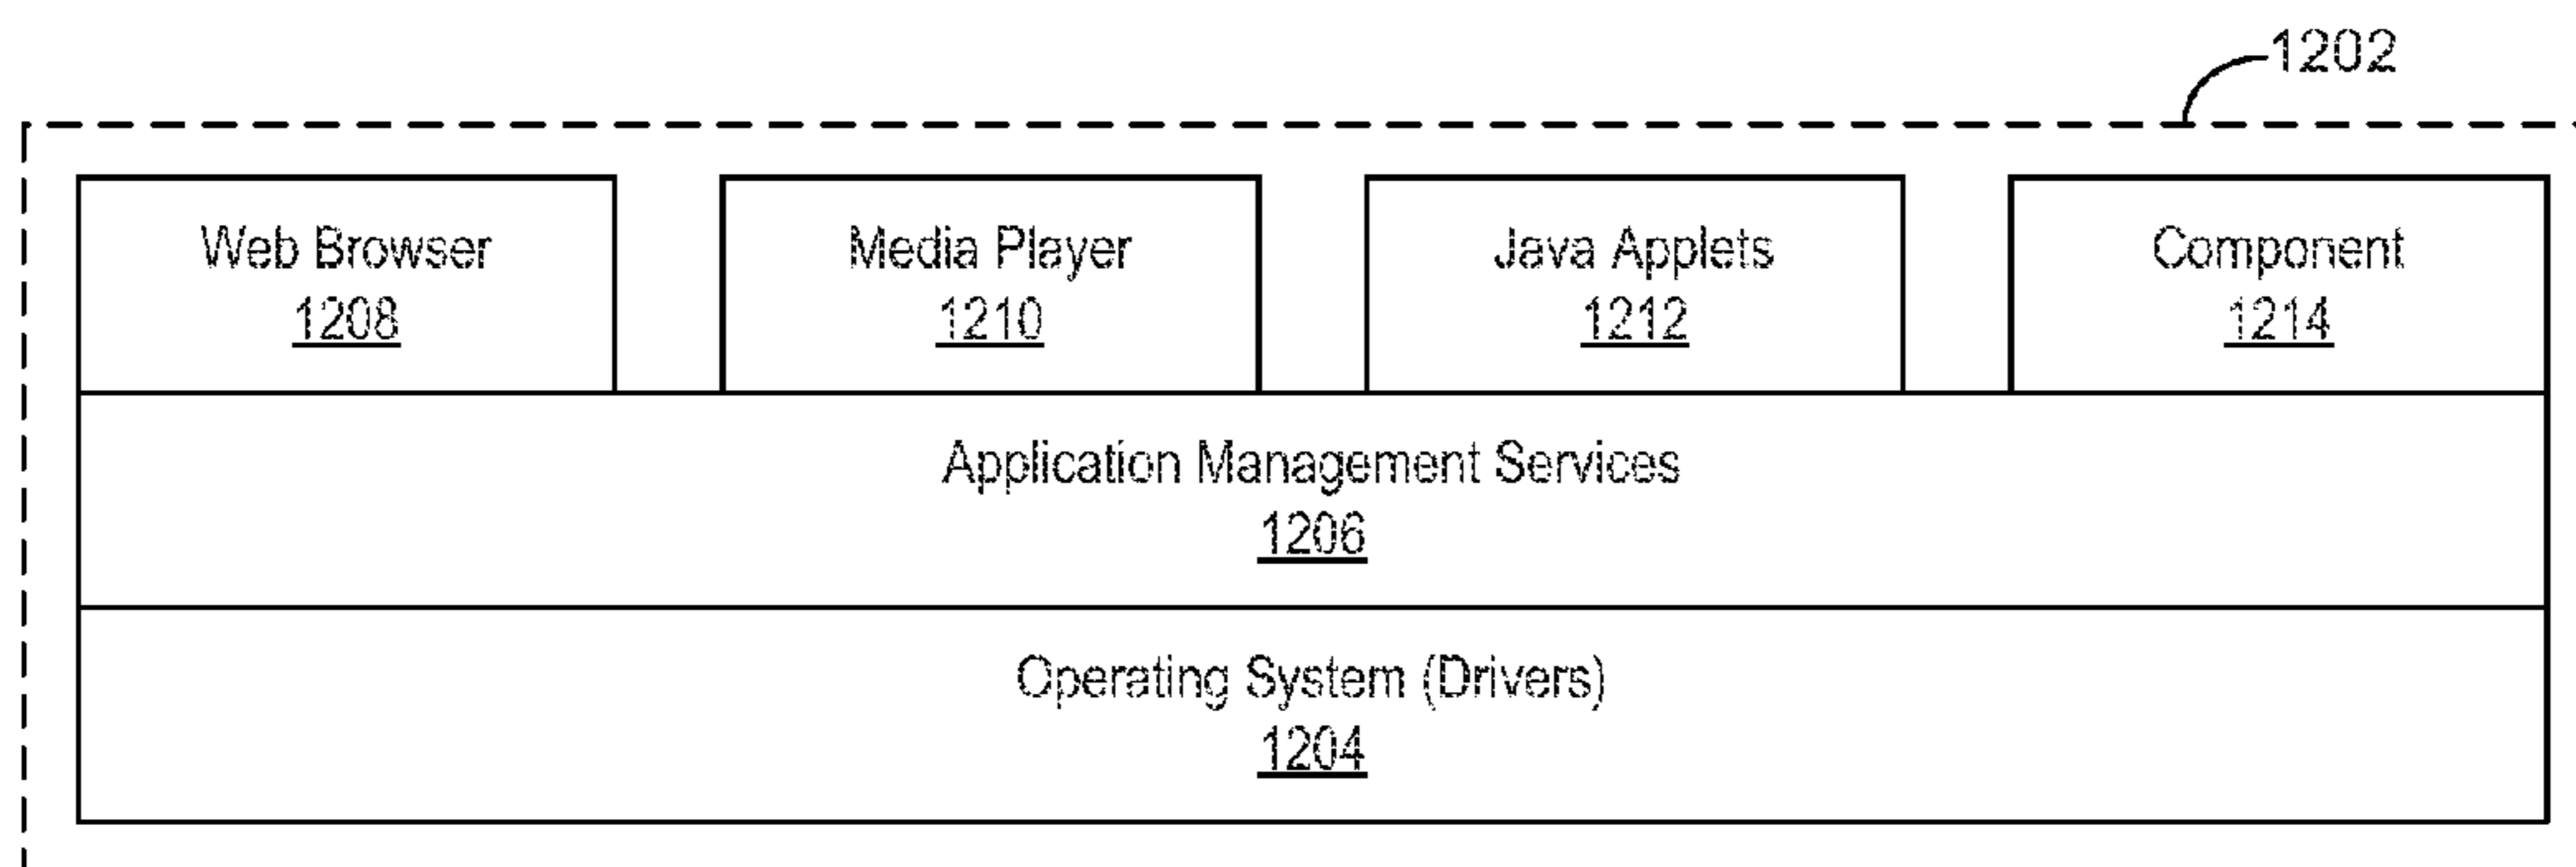 1202
Web Browser
1208
Media Player
1210
Java Applets
1212
Component
1214
Application Management Services
1206
Operating System (Drivers)
1204